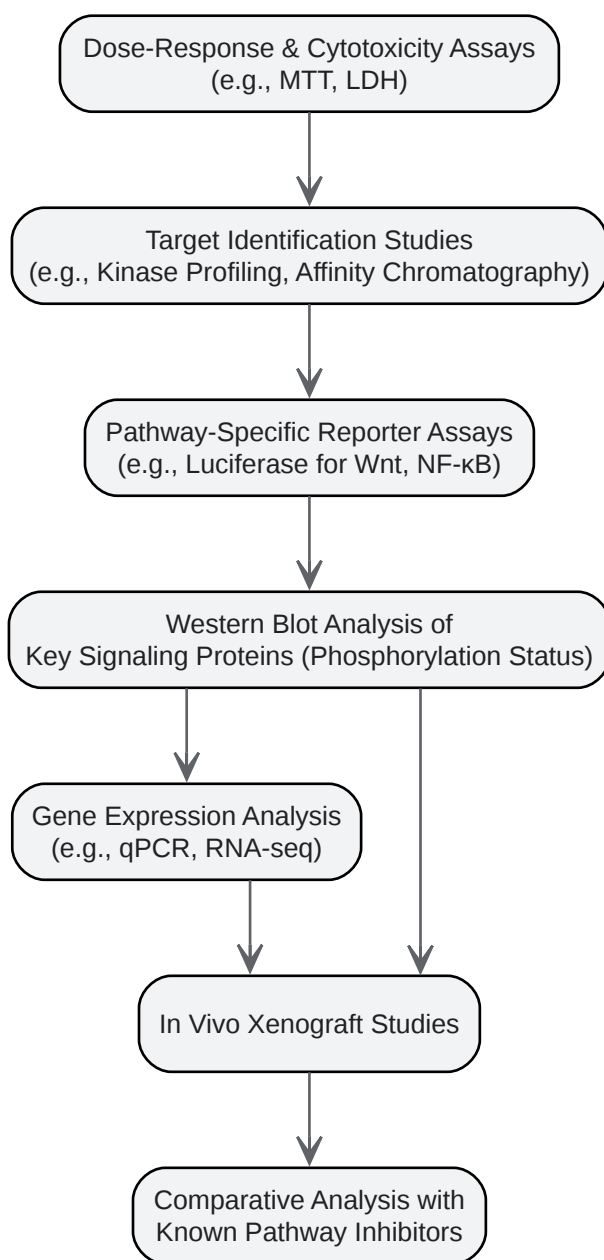 Dose-Response & Cytotoxicity Assays
(e.g., MTT, LDH)
Target Identification Studies
(e.g., Kinase Profiling, Affinity Chromatography)
Pathway-Specific Reporter Assays
(e.g., Luciferase for Wnt, NF-κB)
Western Blot Analysis of
Key Signaling Proteins (Phosphorylation Status)
Gene Expression Analysis
(e.g., qPCR, RNA-seq)
In Vivo Xenograft Studies
Comparative Analysis with
Known Pathway Inhibitors